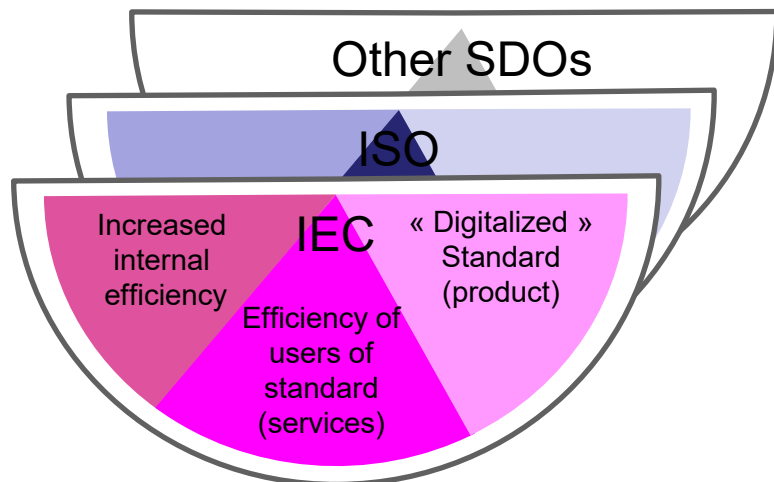 Other SDOs
ISO
IEC
Increased
internal
efficiency
Efficiency of
users of
standard
(services)
« Digitalized »
Standard
(product)